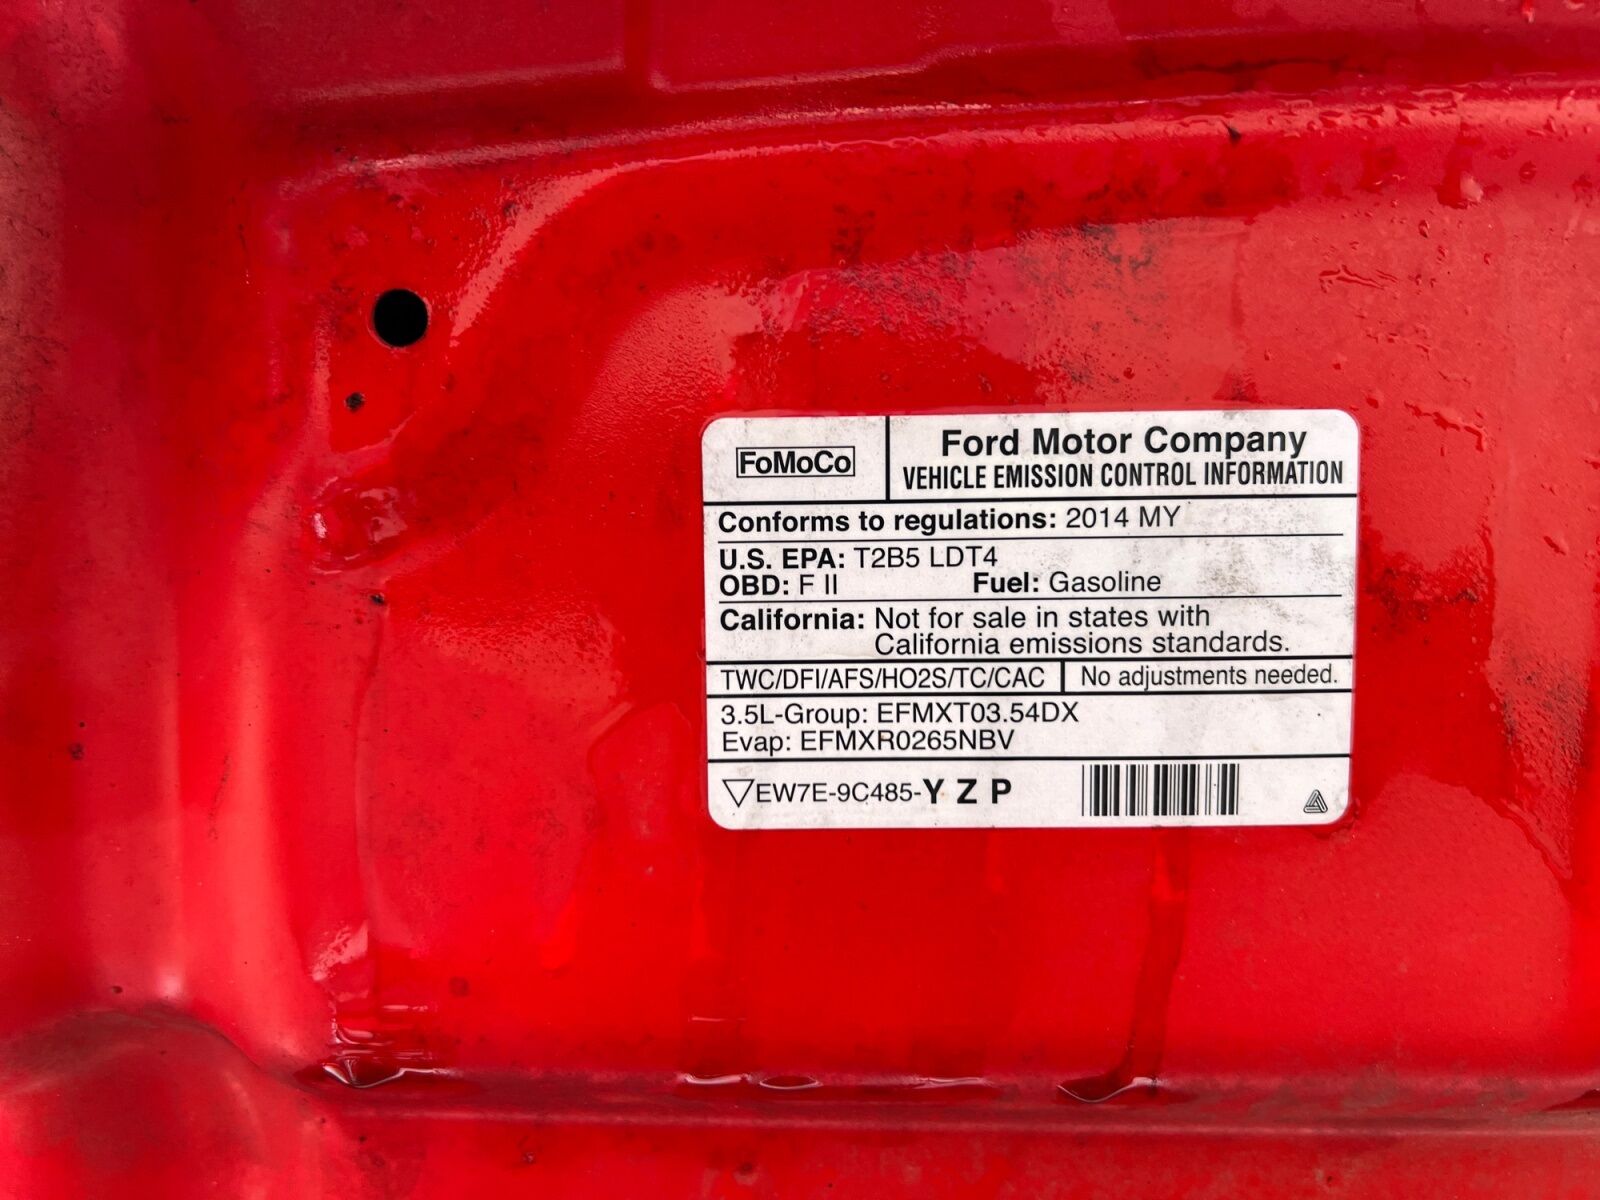 FoMoCo
Ford Motor Company
VEHICLE EMISSION CONTROL INFORMATION
Conforms to regulations: 2014 MY
U.S. EPA: T2B5 LDT4
OBD: F II Fuel: Gasoline
California: Not for sale in states with
California emissions standards.
TWC/DFI/AFS/HO2S/TC/CAC No adjustments needed.
3.5L-Group: EFMXT03.54DX
Evap: EFMXR0265NBV
EW7E-9C485-Y Z P